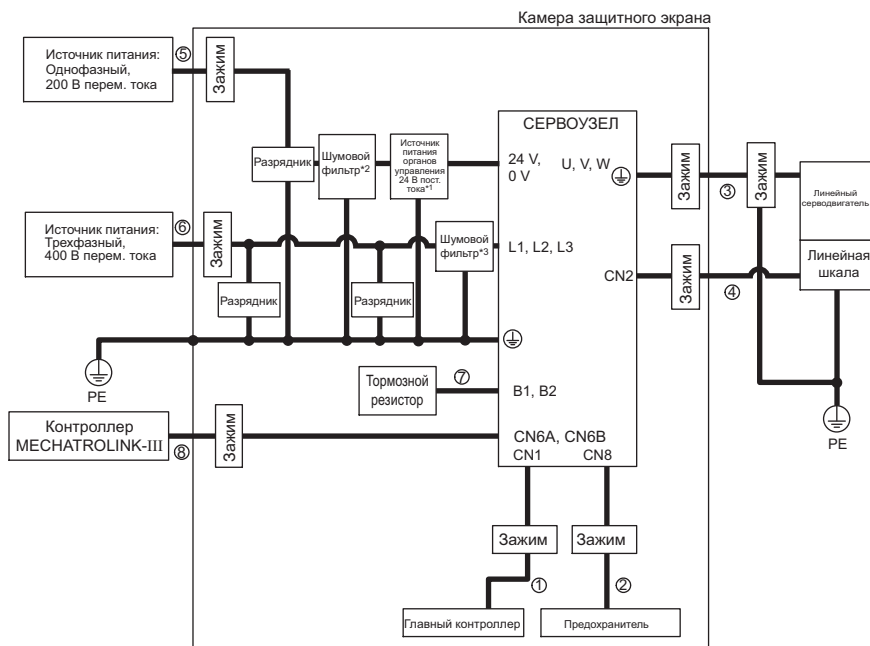 Камера защитного экрана
Источник питания:
Однофазный,
200 В перем. тока
⑤
Зажим
СЕРВОУЗЕЛ
Разрядник
Шумовой
фильтр*2
Источник
питания
органов
управления
24 В пост.
тока*1
24 V,
0 V
U, V, W
Зажим
③
Зажим
Линейный
серводвигатель
Источник питания:
Трехфазный,
400 В перем. тока
⑥
Зажим
Шумовой
фильтр*3
L1, L2, L3
Линейная
шкала
CN2
Зажим
④
Разрядник
Разрядник
PE
Тормозной
резистор
⑦
B1, B2
PE
Контроллер
MECHATROLINK-III
⑧
Зажим
CN6A, CN6B
CN1
CN8
Зажим
Зажим
①
②
Главный контроллер
Предохранитель